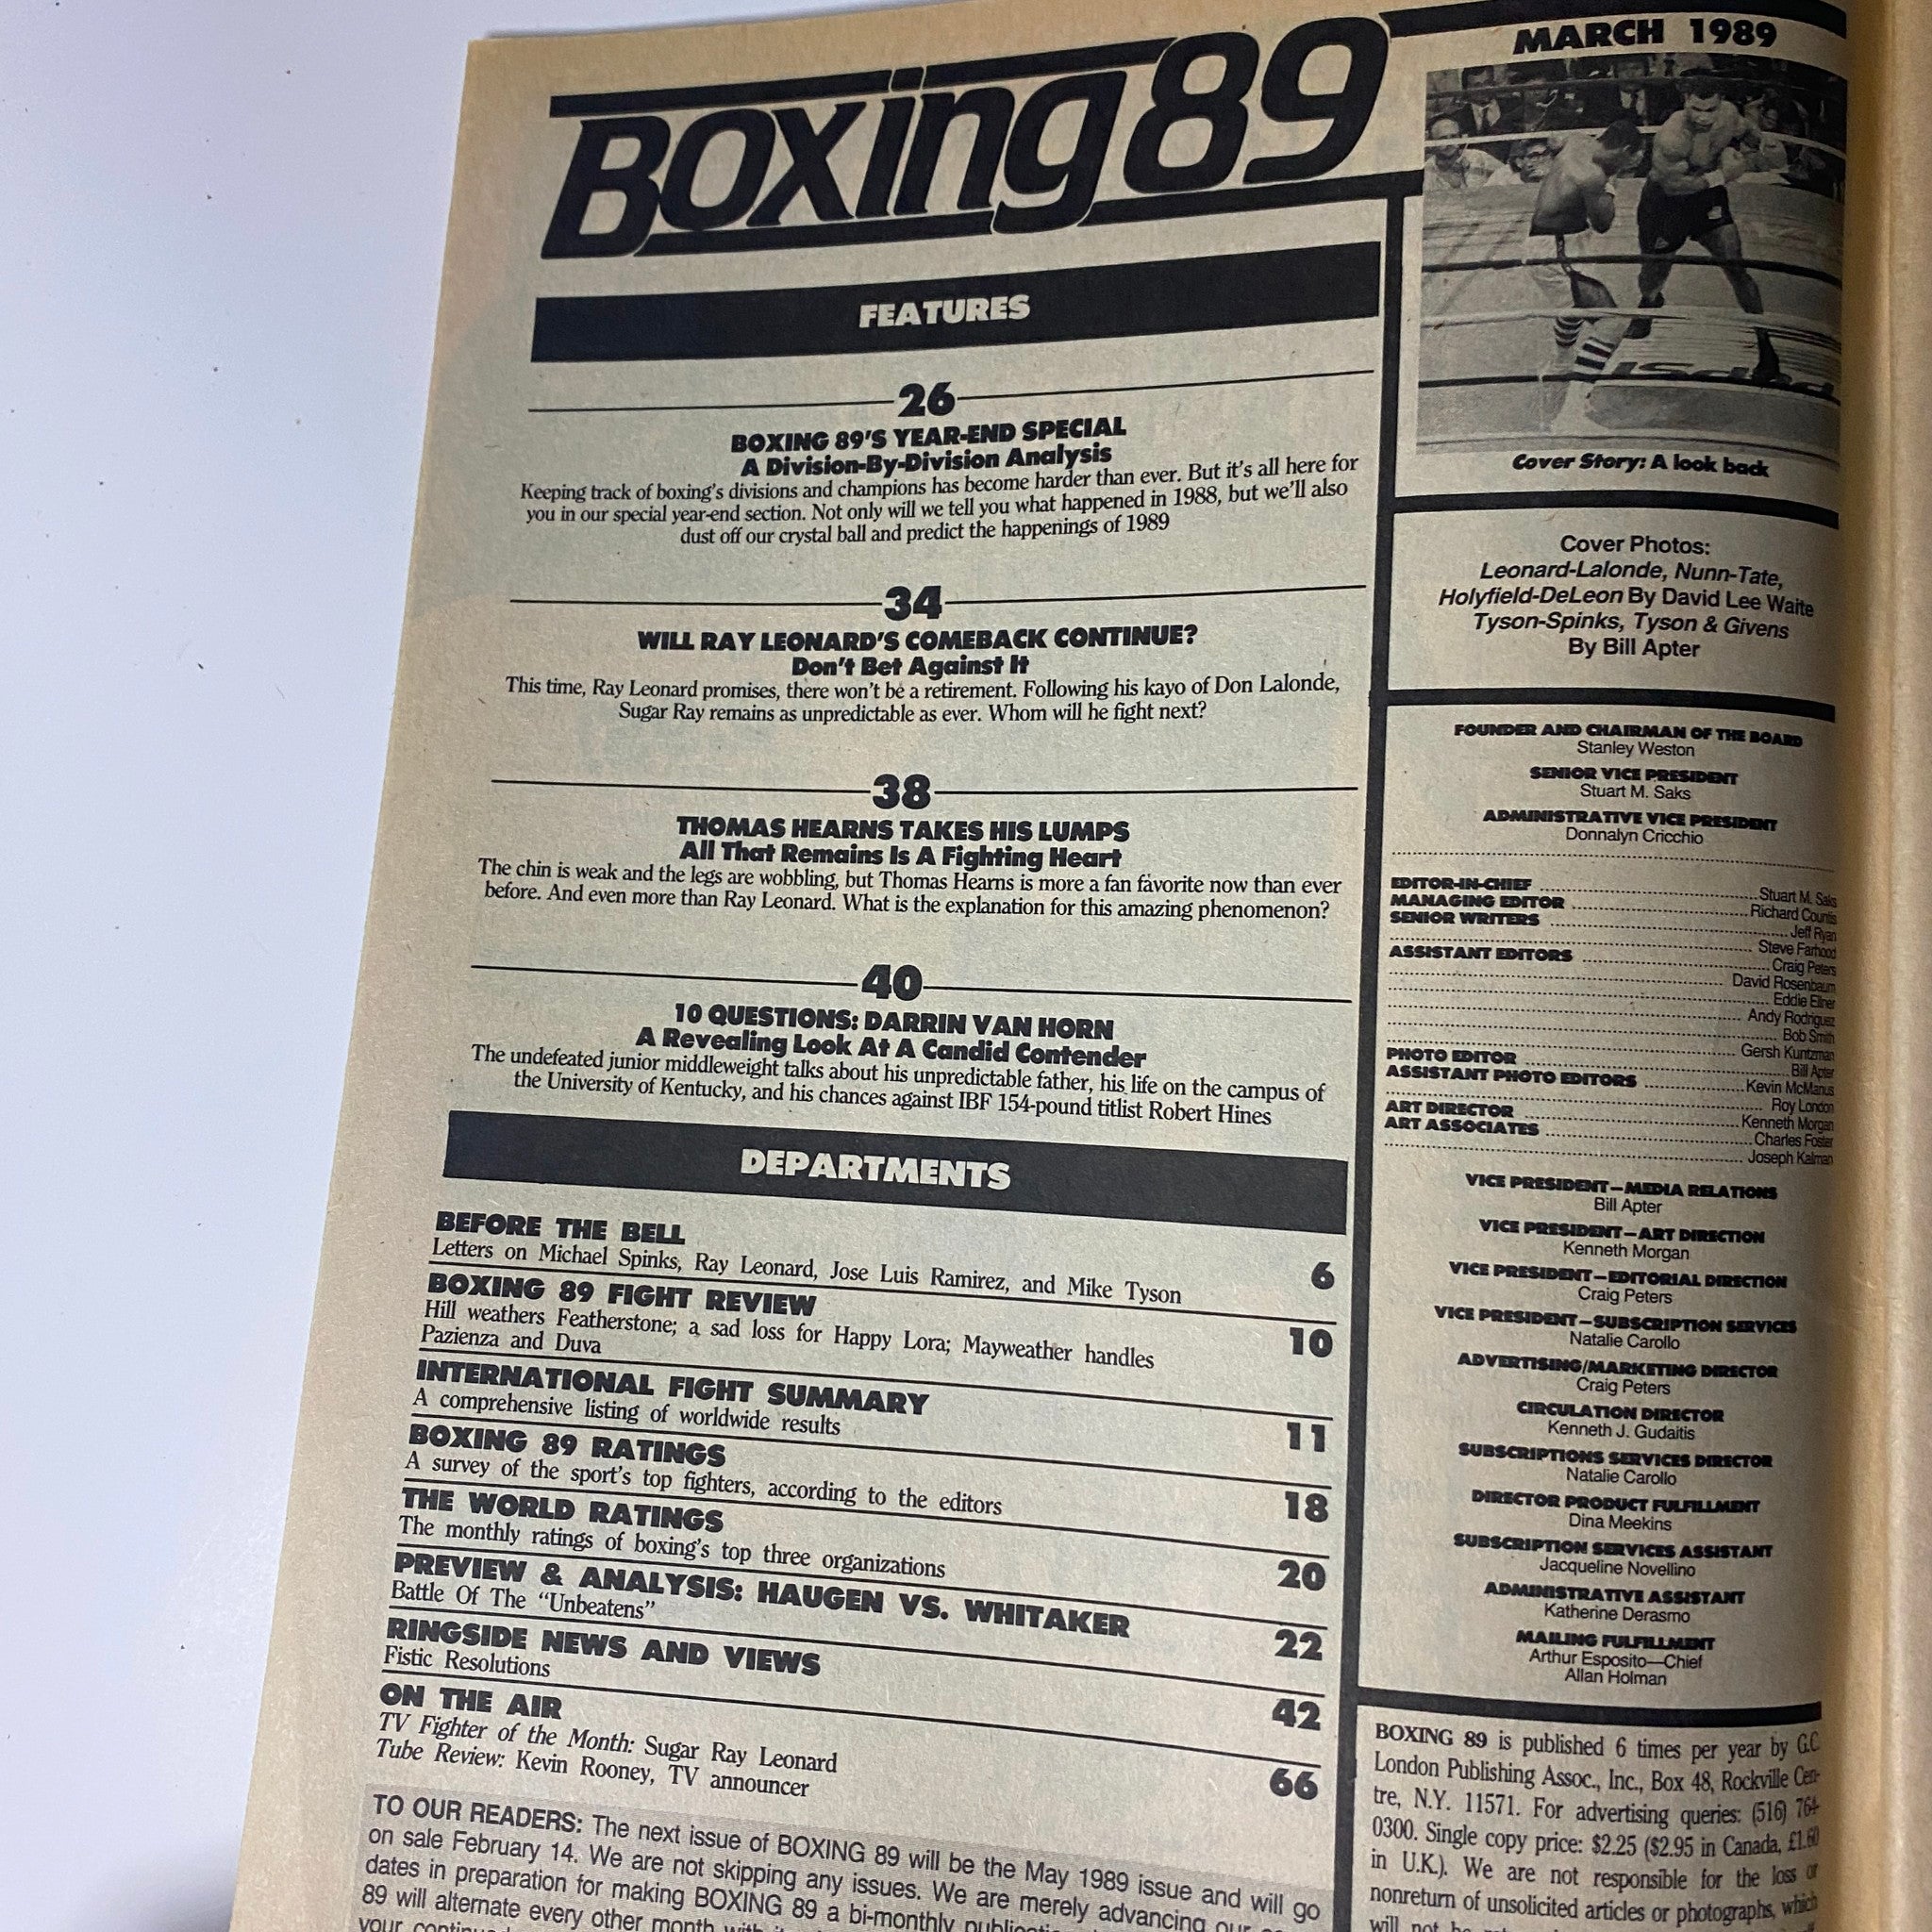 Boxing 89
FEATURES
26
BOXING 89'S YEAR-END SPECIAL
A Division-By-Division Analysis
Keeping track of boxing's divisions and champions has become harder than ever. But it's all here for
you in our special year-end section. Not only will we tell you what happened in 1988, but we'll also
dust off our crystal ball and predict the happenings of 1989
34
WILL RAY LEONARD'S COMEBACK CONTINUE?
Don't Bet Against It
This time, Ray Leonard promises, there won't be a retirement. Following his kayo of Don Lalonde,
Sugar Ray remains as unpredictable as ever. Whom will he fight next?
38
THOMAS HEARNS TAKES HIS LUMPS
All That Remains Is A Fighting Heart
The chin is weak and the legs are wobbling, but Thomas Hearns is more a fan favorite now than ever
before. And even more than Ray Leonard. What is the explanation for this amazing phenomenon?
40
10 QUESTIONS: DARRIN VAN HORN
A Revealing Look At A Candid Contender
The undefeated junior middleweight talks about his unpredictable father, his life on the campus of
the University of Kentucky, and his chances against IBF 154-pound titlist Robert Hines
DEPARTMENTS
BEFORE THE BELL
Letters on Michael Spinks, Ray Leonard, Jose Luis Ramirez, and Mike Tyson 6
BOXING 89 FIGHT REVIEW
Hill weathers Featherstone; a sad loss for Happy Lora; Mayweather handles
Pazienza and Duva 10
INTERNATIONAL FIGHT SUMMARY
A comprehensive listing of worldwide results 11
BOXING 89 RATINGS
A survey of the sport's top fighters, according to the editors 18
THE WORLD RATINGS
The monthly ratings of boxing's top three organizations 20
PREVIEW & ANALYSIS: HAUGEN VS. WHITAKER
Battle Of The "Unbeatens" 22
RINGSIDE NEWS AND VIEWS
Fistic Resolutions 42
ON THE AIR
TV Fighter of the Month: Sugar Ray Leonard
Tube Review: Kevin Rooney, TV announcer 66
TO OUR READERS: The next issue of BOXING 89 will be the May 1989 issue and will go
on sale February 14. We are not skipping any issues. We are merely advancing our
dates in preparation for making BOXING 89 a bi-monthly
89 will alternate every other month
your
MARCH 1989
Cover Story: A look back
Cover Photos:
Leonard-Lalonde, Nunn-Tate,
Holyfield-DeLeon By David Lee Waite
Tyson-Spinks, Tyson & Givens
By Bill Apter
FOUNDER AND CHAIRMAN OF THE BOARD
Stanley Weston
SENIOR VICE PRESIDENT
Stuart M. Saks
ADMINISTRATIVE VICE PRESIDENT
Donnalyn Cricchio
EDITOR-IN-CHIEF Stuart M. Saks
MANAGING EDITOR Richard Countis
SENIOR WRITERS Jeff Ryan
Steve Farhood
ASSISTANT EDITORS Craig Peters
David Rosenbaum
Eddie Ellner
Andy Rodriguez
Bob Smith
Gersh Kuntzman
PHOTO EDITOR Bill Apter
ASSISTANT PHOTO EDITORS Kevin McManus
Roy London
ART DIRECTOR Kenneth Morgan
ART ASSOCIATES Charles Foster
Joseph Kalman
VICE PRESIDENT—MEDIA RELATIONS
Bill Apter
VICE PRESIDENT—ART DIRECTION
Kenneth Morgan
VICE PRESIDENT—EDITORIAL DIRECTION
Craig Peters
VICE PRESIDENT—SUBSCRIPTION SERVICES
Natalie Carollo
ADVERTISING/MARKETING DIRECTOR
Craig Peters
CIRCULATION DIRECTOR
Kenneth J. Gudaitis
SUBSCRIPTIONS SERVICES DIRECTOR
Natalie Carollo
DIRECTOR PRODUCT FULFILLMENT
Dina Meekins
SUBSCRIPTION SERVICES ASSISTANT
Jacqueline Novellino
ADMINISTRATIVE ASSISTANT
Katherine Derasmo
MAILING FULFILLMENT
Arthur Esposito—Chief
Allan Holman
BOXING 89 is published 6 times per year by G.C.
London Publishing Assoc., Inc., Box 48, Rockville Cen-
tre, N.Y. 11571. For advertising queries: (516) 764-
0300. Single copy price: $2.25 ($2.95 in Canada, £1.60
in U.K.). We are not responsible for the loss or
nonreturn of unsolicited articles or photographs, which
will not be